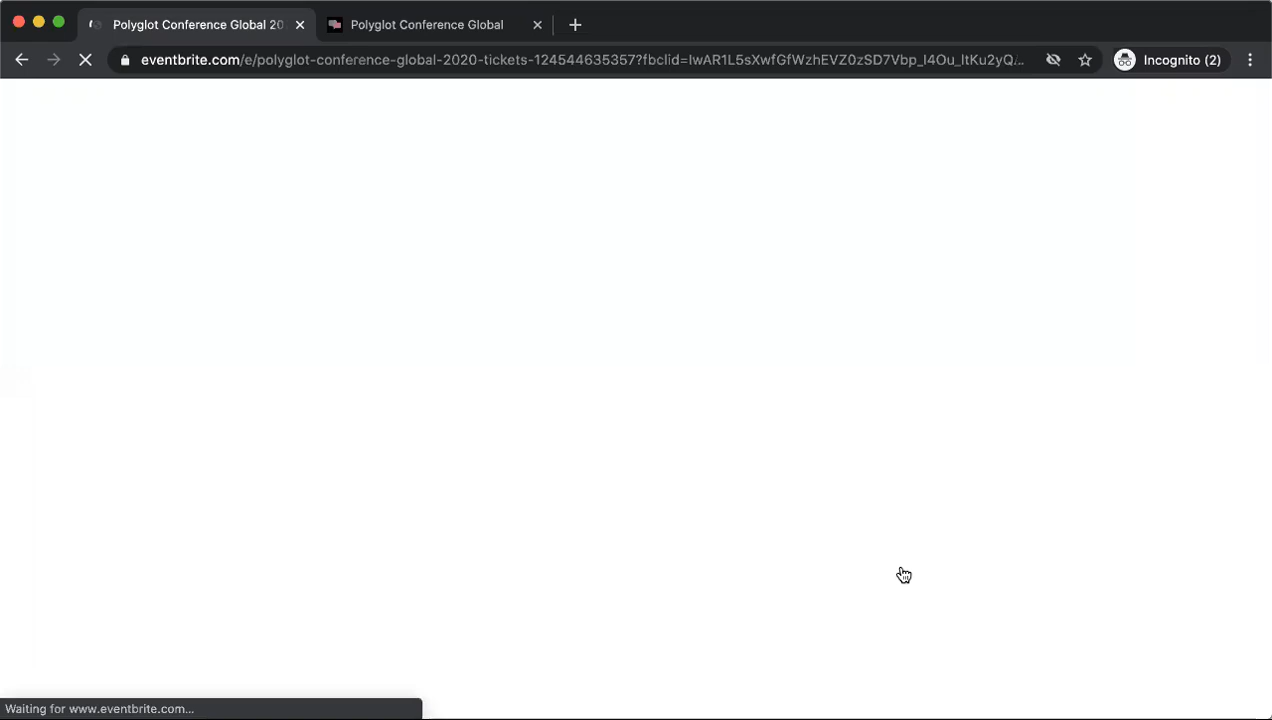 Polyglot Conference Global 20
Polyglot Conference Global
eventbrite.com/e/polyglot-conference-global-2020-tickets-124544635357?fbclid=IwAR1L5sXwfGfWzhEVZ0zSD7Vbp_I4Ou_ltKu2yQ/...
Incognito (2)
Waiting for www.eventbrite.com...